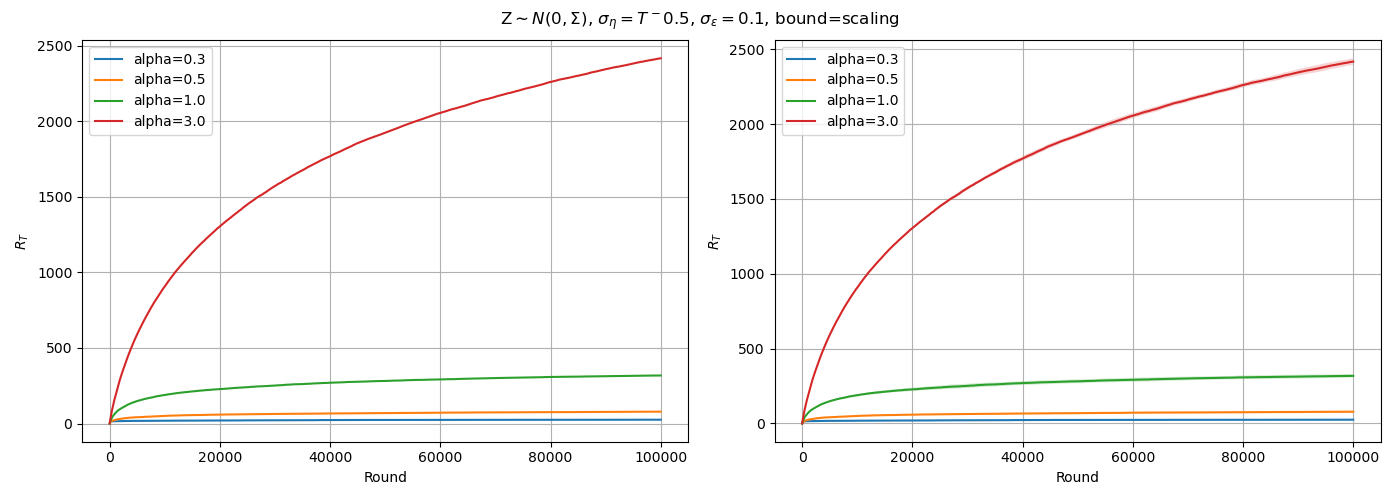 Z ∼ N(0, Σ), σ_η = T⁻0.5, σ_ε = 0.1, bound=scaling
alpha=0.3
alpha=0.5
alpha=1.0
alpha=3.0
2500
2000
1500
1000
500
0
R_T
0 20000 40000 60000 80000 100000
Round
alpha=0.3
alpha=0.5
alpha=1.0
alpha=3.0
2500
2000
1500
1000
500
0
R_T
0 20000 40000 60000 80000 100000
Round